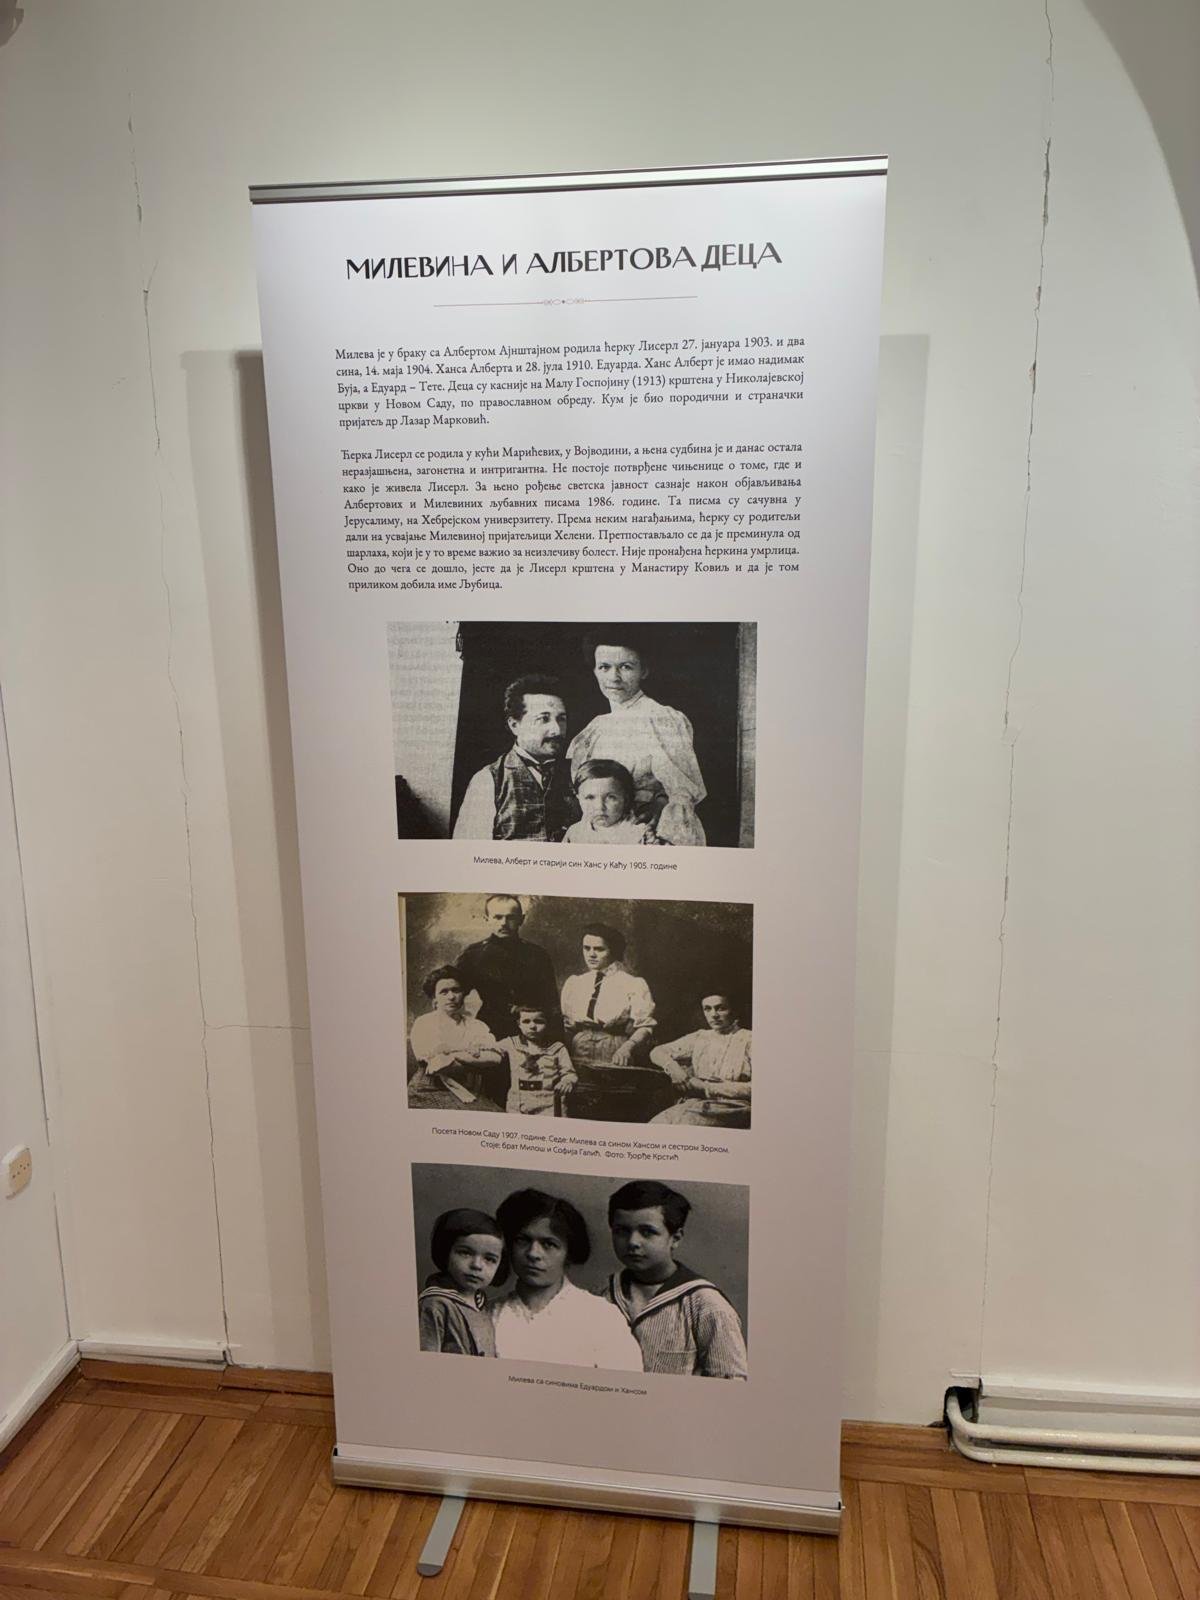 МИЛЕВИНА И АЛБЕРТОВА ДЕЦА
Милева је у браку са Албертом Ајнштајном родила ћерку Лисерл 27. јануара 1903. и два
сина, 14. маја 1904. Ханса Алберта и 28. јула 1910. Едуарда. Ханс Алберт је имао надимак
Буја, а Едуард – Тете. Деца су касније на Малу Госпојину (1913) крштена у Николајевској
цркви у Новом Саду, по православном обреду. Кум је био породични и страначки
пријатељ др Лазар Марковић.
Ћерка Лисерл се родила у кући Марићевих, у Војводини, а њена судбина је и данас остала
неразјашњена, загонетна и интригантна. Не постоје потврђене чињенице о томе, где и
како је живела Лисерл. За њено рођење светска јавност сазнаје након објављивања
Албертових и Милевиних љубавних писама 1986. године. Та писма су сачувна у
Јерусалиму, на Хебрејском универзитету. Према неким нагађањима, ћерку су родитељи
дали на усвајање Милевиној пријатељици Хелени. Претпостављало се да је преминула од
шарлаха, који је у то време важио за неизлечиву болест. Није пронађена ћеркина умрлица.
Оно до чега се дошло, јесте да је Лисерл крштена у Манастиру Ковиљ и да је том
приликом добила име Љубица.
Милева, Алберт и старији син Ханс у Каћу 1905. године
Посета Новом Саду 1907. године. Седе: Милева са сином Хансом и сестром Зорком.
Стоје: брат Милош и Софија Галић. Фото: Ђорђе Крстић
Милева са синовима Едуардом и Хансом